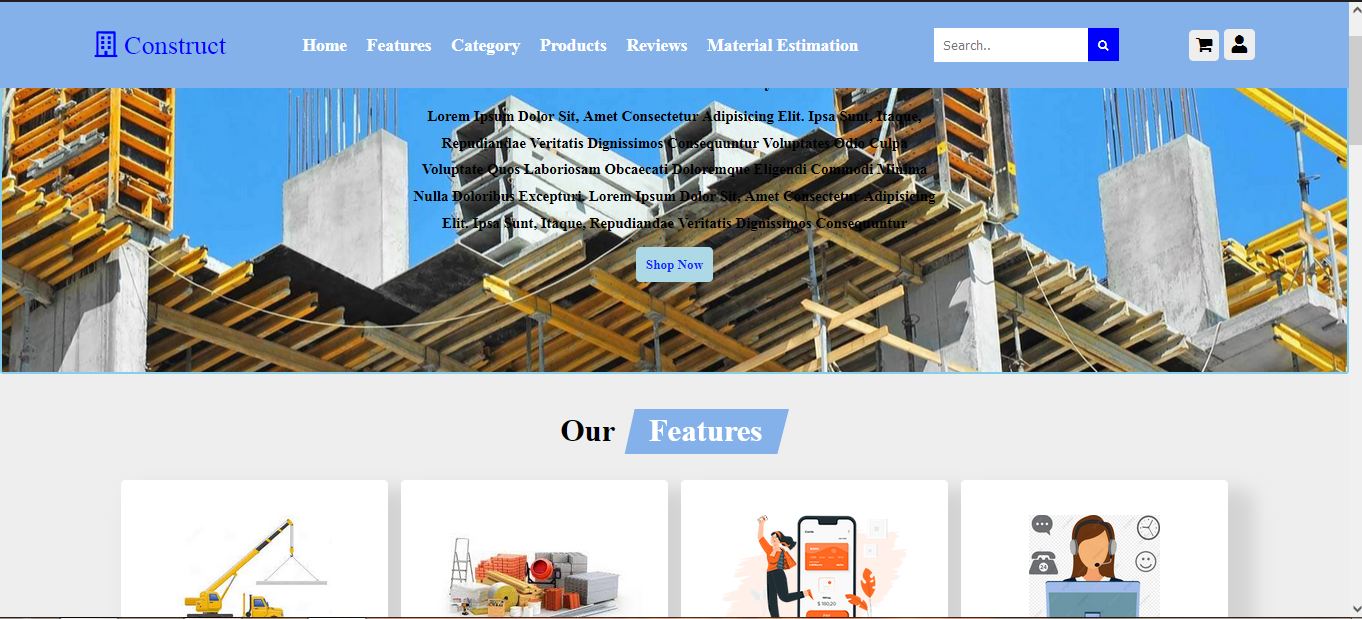 Construct
Home Features Category Products Reviews Material Estimation
Search..
Lorem Ipsum Dolor Sit, Amet Consectetur Adipisicing Elit. Ipsa Sunt, Itaque,
Repudiandae Veritatis Dignissimos Consequuntur Voluptates Odio Culpa
Voluptate Quos Laboriosam Obcaecati Doloremque Eligendi Commodi Minima
Nulla Doloribus Excepturi. Lorem Ipsum Dolor Sit, Amet Consectetur Adipisicing
Elit. Ipsa Sunt, Itaque, Repudiandae Veritatis Dignissimos Consequuntur
Shop Now
Our Features
24